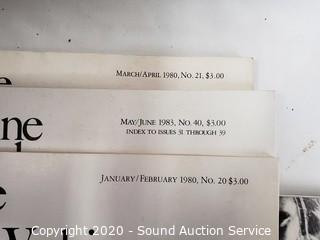 MARCH/APRIL 1980, NO. 21, $3.00
MAY/JUNE 1983, NO. 40, $3.00
INDEX TO ISSUES 31 THROUGH 39
JANUARY/FEBRUARY 1980, NO. 20 $3.00
Copyright 2020 - Sound Auction Service